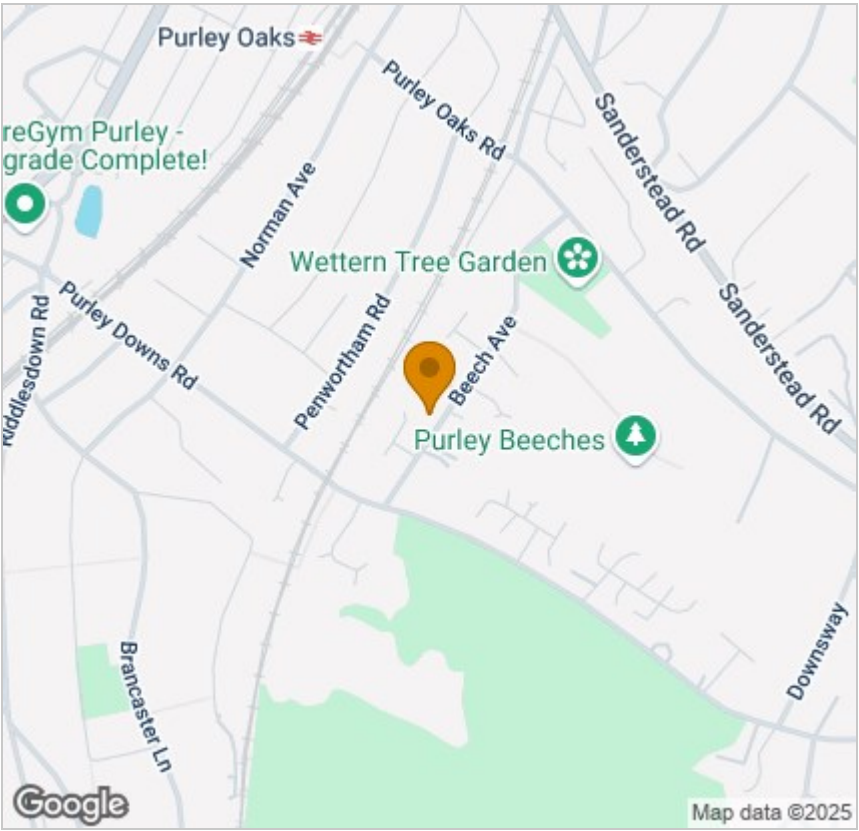 Purley Oaks
Purley Oaks Rd
Sanderstead Rd
reGym Purley -
grade Complete!
Norman Ave
Wettern Tree Garden
Sanderstead Rd
Purley Downs Rd
Riddlesdown Rd
Penwortham Rd
Beech Ave
Purley Beeches
Downsway
Brancaster Ln
Google
Map data ©2025